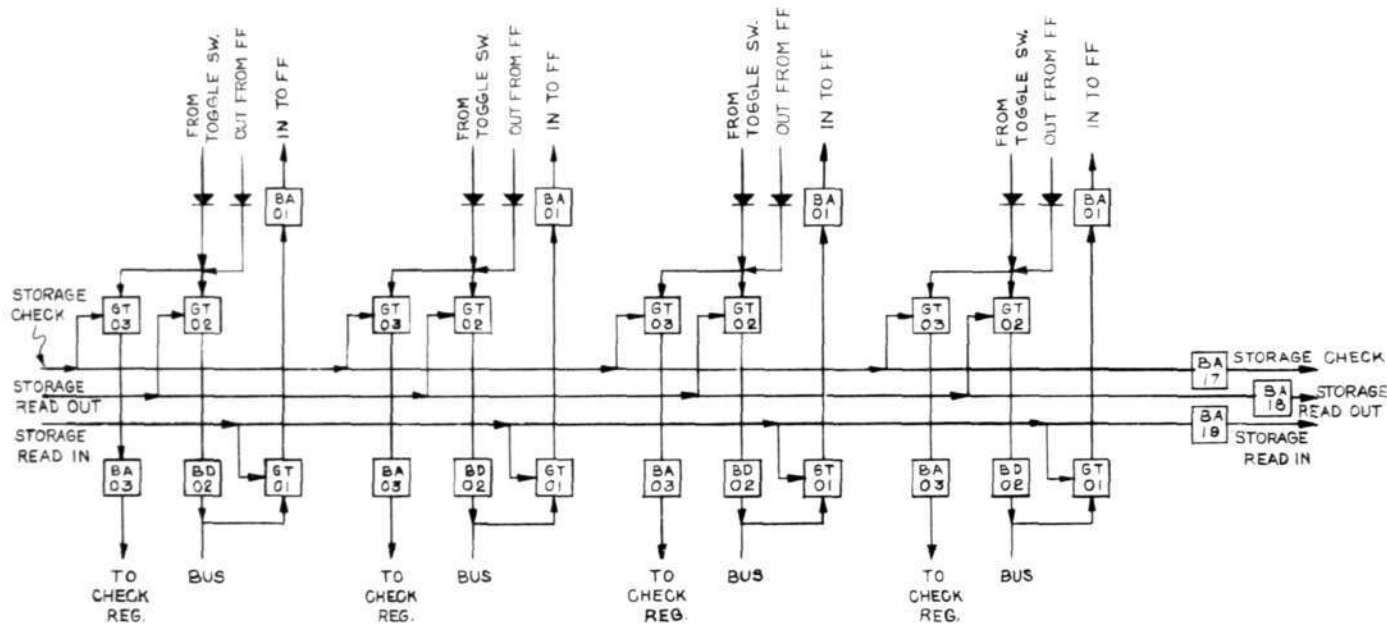 FROM TOGGLE SW.
OUT FROM FF
IN TO FF
FROM TOGGLE SW.
OUT FROM FF
IN TO FF
FROM TOGGLE SW.
OUT FROM FF
IN TO FF
FROM TOGGLE SW.
OUT FROM FF
IN TO FF
BA 01
BA 01
BA 01
BA 01
STORAGE CHECK
GT 03
GT 02
GT 03
GT 02
GT 03
GT 02
GT 03
GT 02
BA 17
STORAGE CHECK
STORAGE READ OUT
BA 18
STORAGE READ OUT
STORAGE READ IN
BA 19
STORAGE READ IN
BA 03
BD 02
GT 01
BA 03
BD 02
GT 01
BA 03
BD 02
GT 01
BA 03
BD 02
GT 01
TO CHECK REG.
BUS
TO CHECK REG.
BUS
TO CHECK REG.
BUS
TO CHECK REG.
BUS